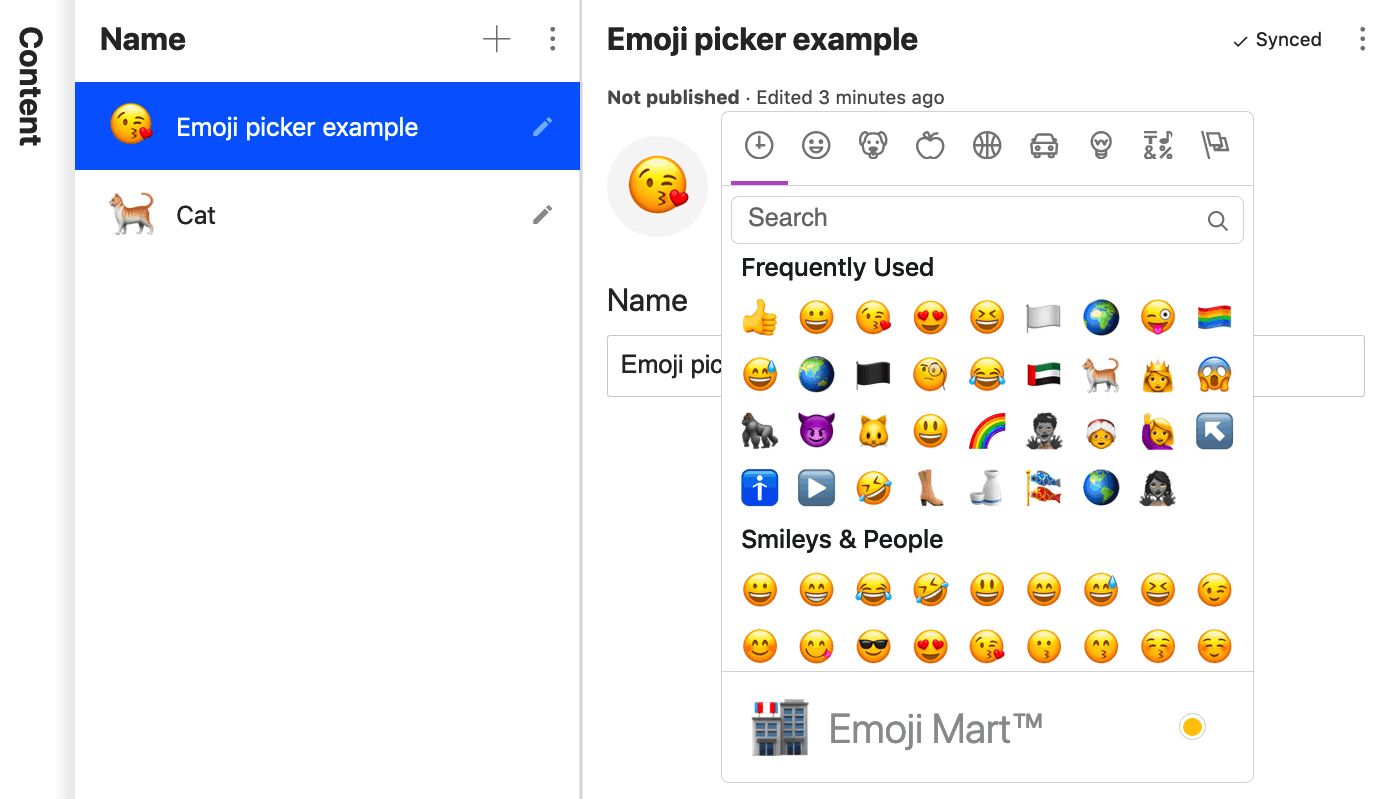 Content
Name
Emoji picker example
Cat
Emoji picker example
Synced
Not published · Edited 3 minutes ago
Search
Frequently Used
Name
Emoji pic
Smileys & People
Emoji Mart™